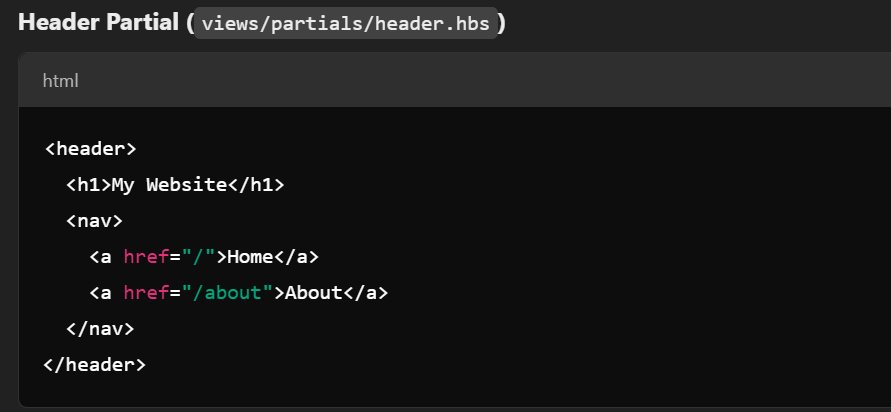 Header Partial (views/partials/header.hbs)
html
<header>
  <h1>My Website</h1>
  <nav>
    <a href="/">Home</a>
    <a href="/about">About</a>
  </nav>
</header>